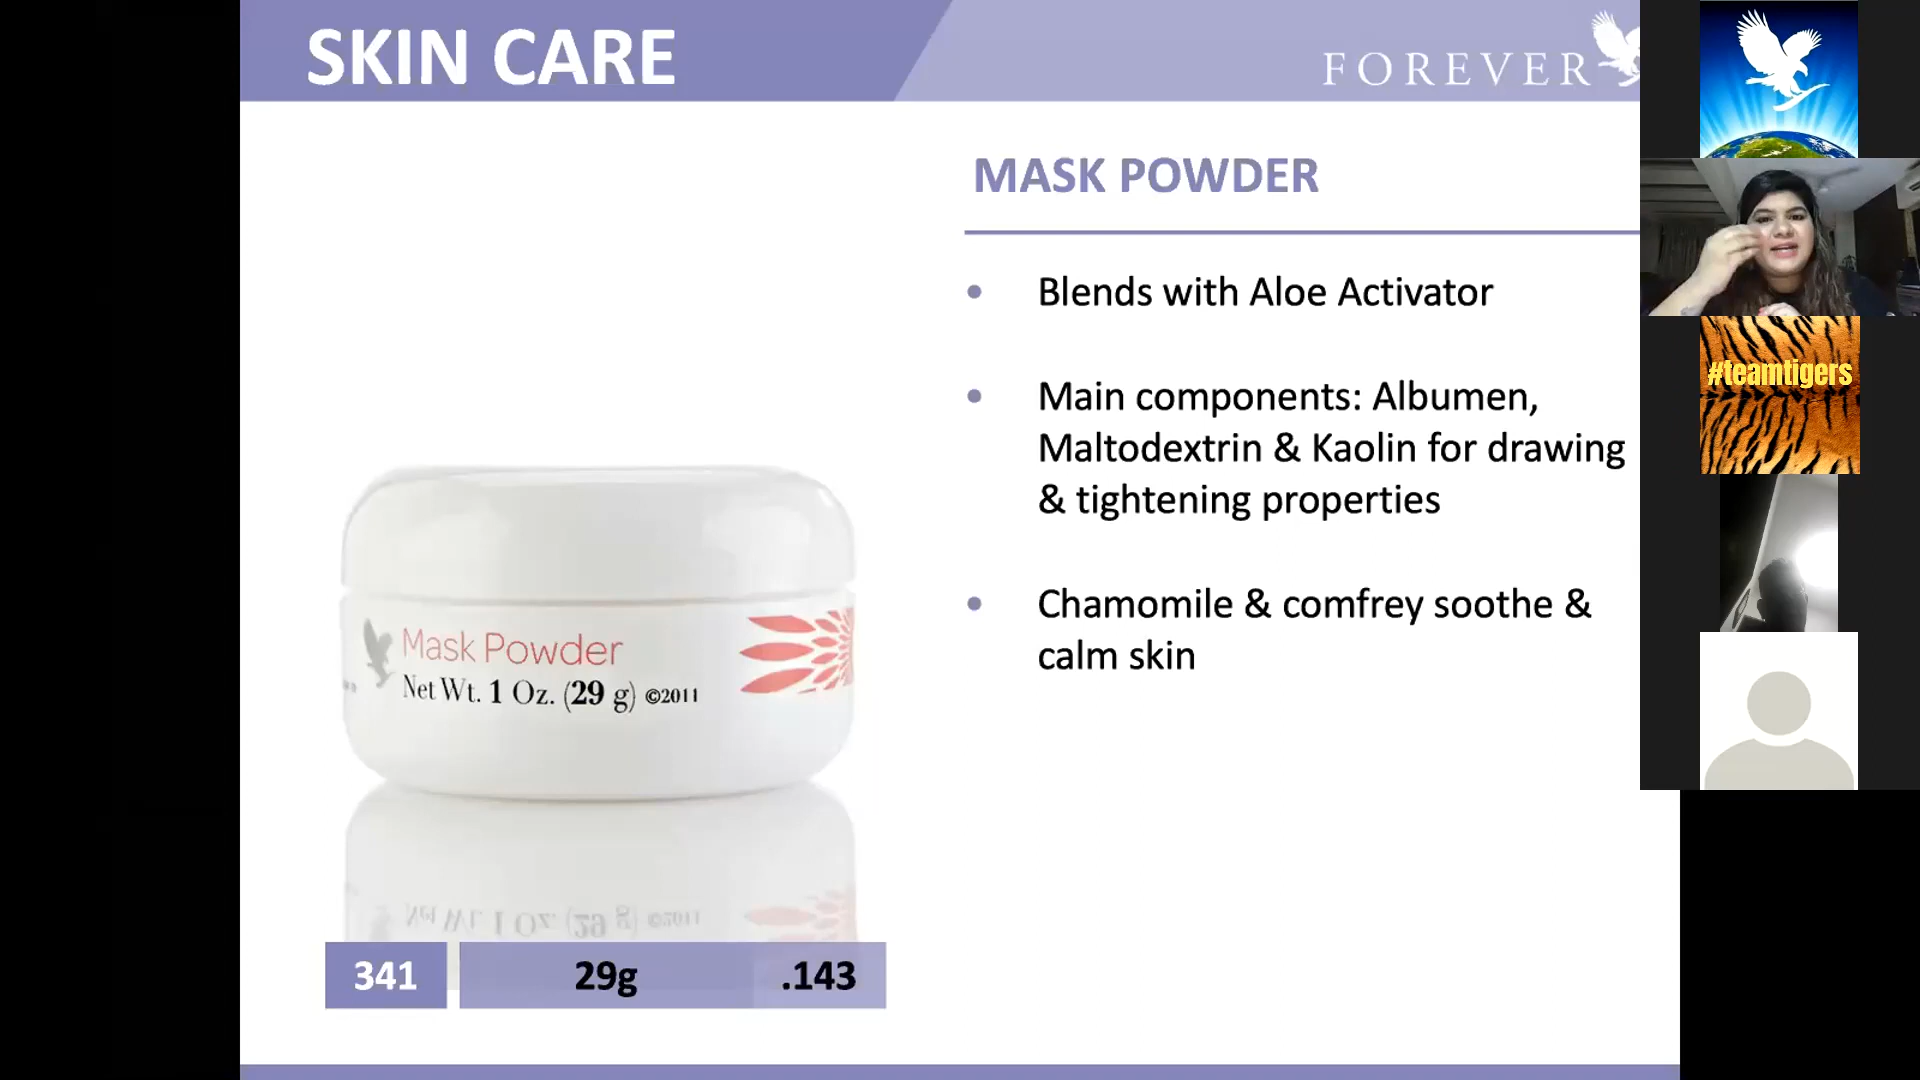 SKIN CARE
FOREVER
MASK POWDER
• Blends with Aloe Activator
• Main components: Albumen,
Maltodextrin & Kaolin for drawing
& tightening properties
• Chamomile & comfrey soothe &
calm skin
Mask Powder
Net Wt. 1 Oz. (29 g) ©2011
341 29g .143
#teamtigers